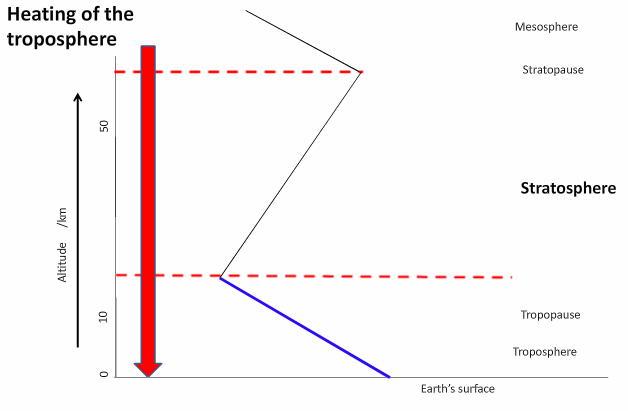 Heating of the
troposphere
Mesosphere
Stratopause
50
Stratosphere
Altitude /km
10
Tropopause
Troposphere
0
Earth's surface